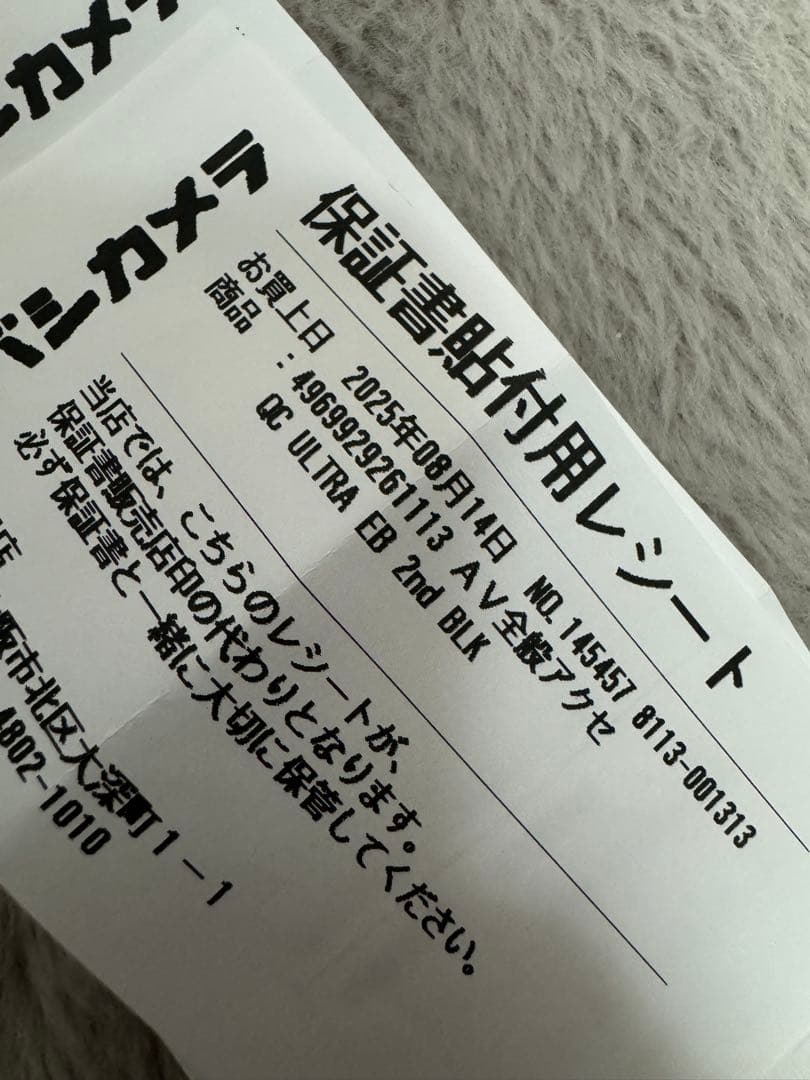 カメラ
バシカメラ
保証書貼付用レシート
お買上日 2025年08月14日 NO.145457 8113-001313
商品 :4969929261113 AV全般アクセ
QC ULTRA EB 2nd BLK
当店では、こちらのレシートが、
保証書販売店印の代わりとなります。
必ず保証書と一緒に大切に保管してください。
店
阪市北区大深町1-1
4802-1010